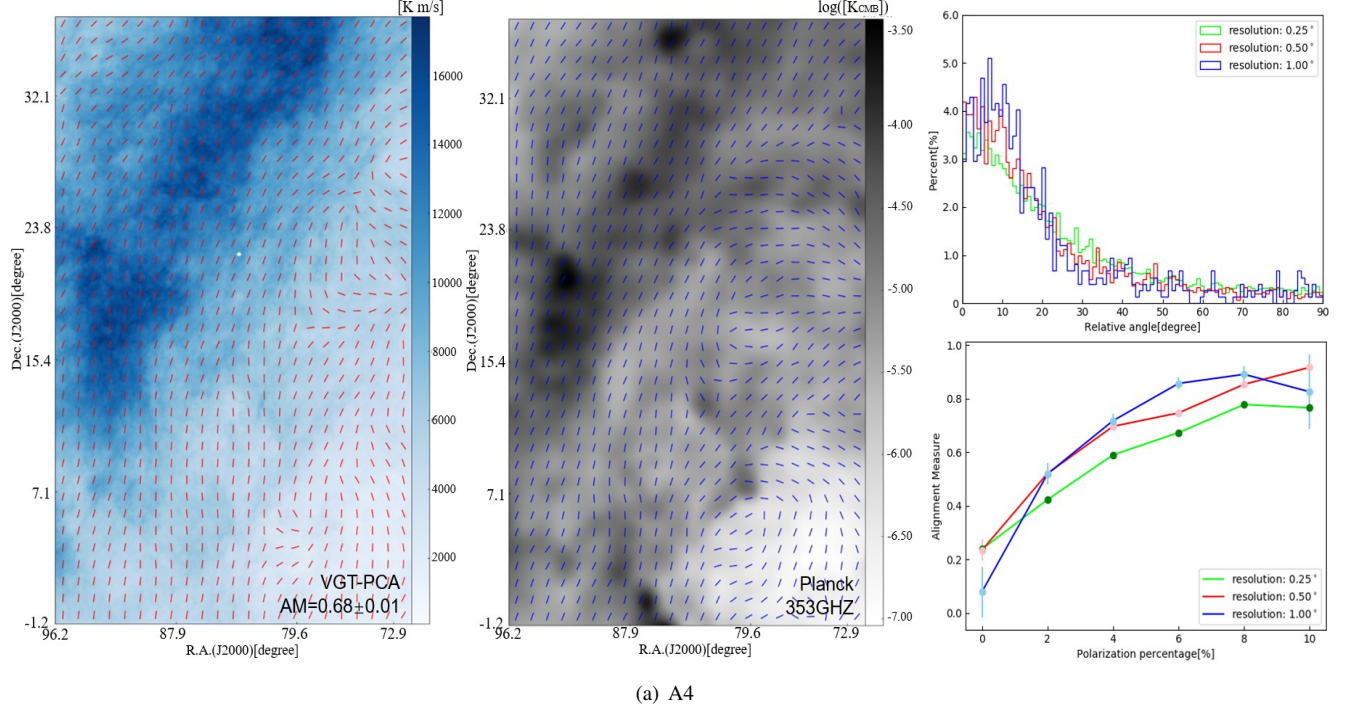 [K m/s]
16000
14000
12000
10000
8000
6000
4000
2000
32.1
23.8
15.4
7.1
-1.2
96.2
87.9
79.6
72.9
Dec.(J2000)[degree]
R.A.(J2000)[degree]
VGT-PCA
AM=0.68±0.01
log([KCMB])
-3.50
-4.00
-4.50
-5.00
-5.50
-6.00
-6.50
-7.00
32.1
23.8
15.4
7.1
-1.2
96.2
87.9
79.6
72.9
Dec.(J2000)[degree]
R.A.(J2000)[degree]
Planck
353GHZ
6.0
5.0
4.0
3.0
2.0
1.0
0
0 10 20 30 40 50 60 70 80 90
Percent[%]
Relative angle[degree]
resolution: 0.25°
resolution: 0.50°
resolution: 1.00°
1.0
0.8
0.6
0.4
0.2
0.0
0 2 4 6 8 10
Alignment Measure
Polarization percentage[%]
resolution: 0.25°
resolution: 0.50°
resolution: 1.00°
(a) A4